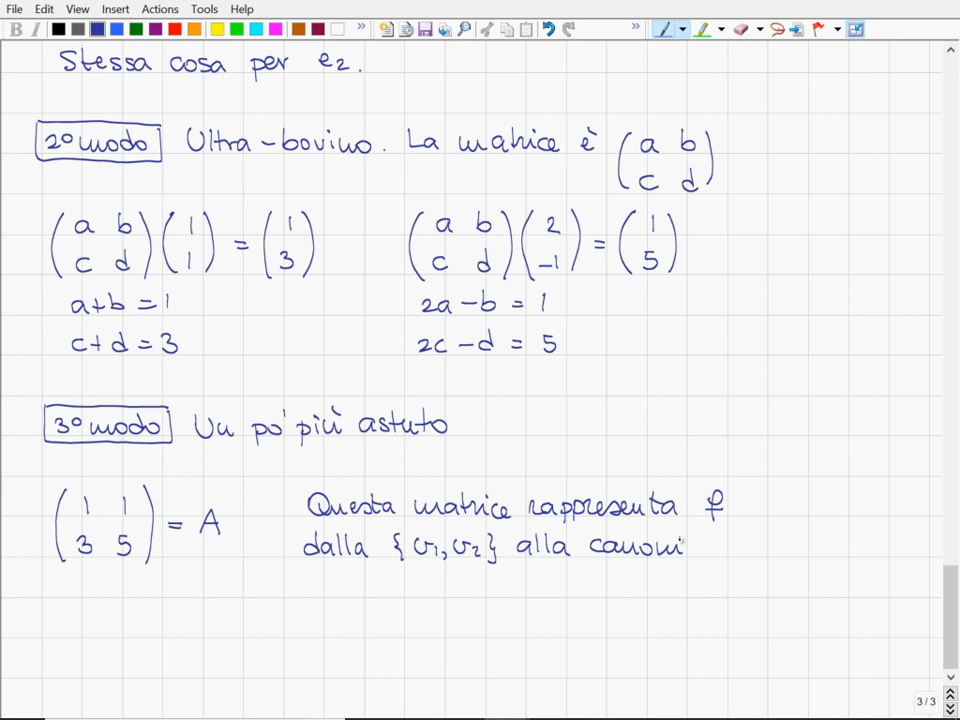 File Edit View Insert Actions Tools Help
B I
Stessa cosa per e2.
2° modo Ultra-bovino. La matrice è (a b
c d)
(a b (1 (1 (a b (2 (1
c d) 1) = 3) c d) -1) = 5)
a+b = 1 2a-b = 1
c+d = 3 2c-d = 5
3° modo Un po' più astuto
(1 1
3 5) = A Questa matrice rappresenta f
dalla {v1, v2} alla canoni
3 / 3